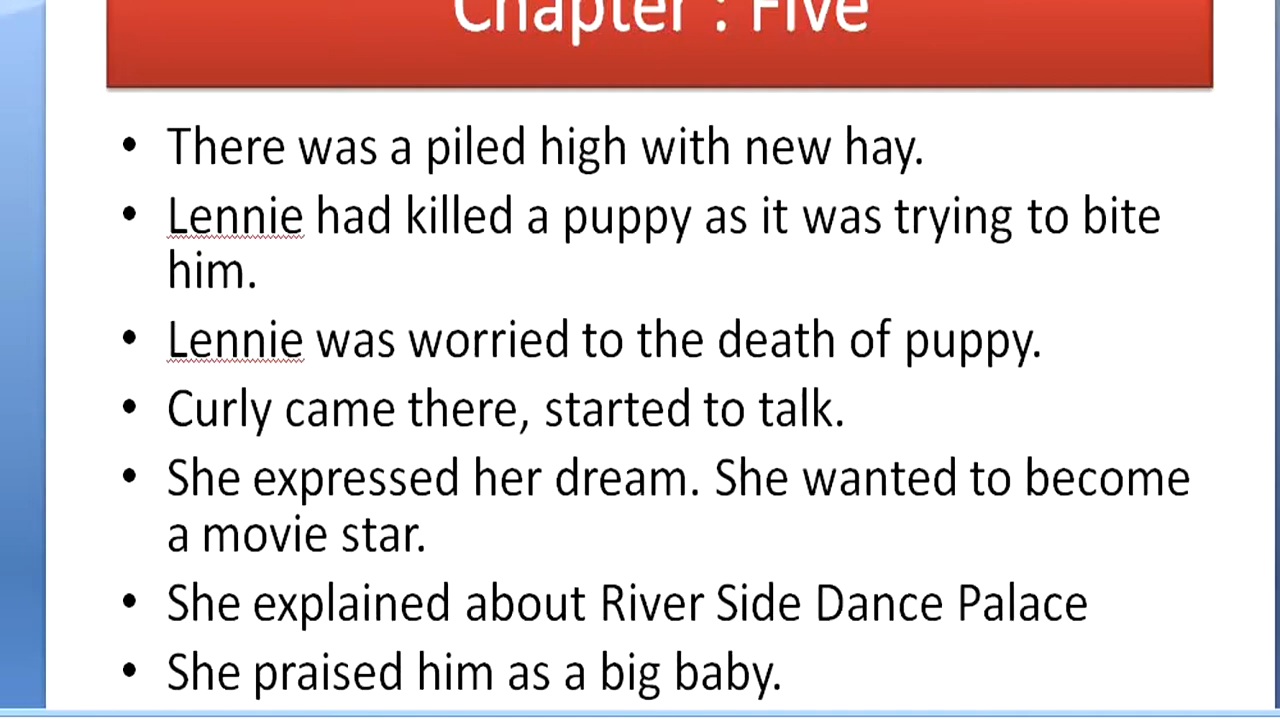 Chapter : Five
• There was a piled high with new hay.
• Lennie had killed a puppy as it was trying to bite
him.
• Lennie was worried to the death of puppy.
• Curly came there, started to talk.
• She expressed her dream. She wanted to become
a movie star.
• She explained about River Side Dance Palace
• She praised him as a big baby.